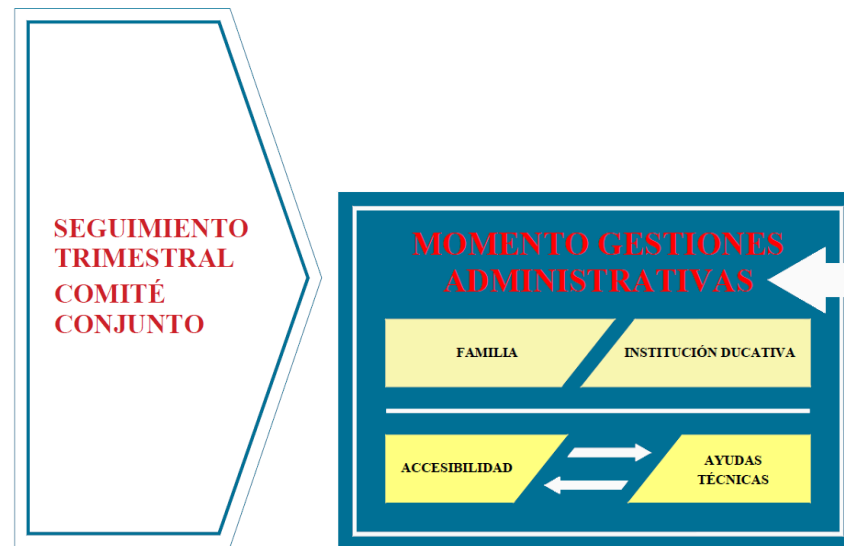 SEGUIMIENTO
TRIMESTRAL
COMITÉ
CONJUNTO
MOMENTO GESTIONES
ADMINISTRATIVAS
FAMILIA
INSTITUCIÓN DUCATIVA
ACCESIBILIDAD
AYUDAS
TÉCNICAS